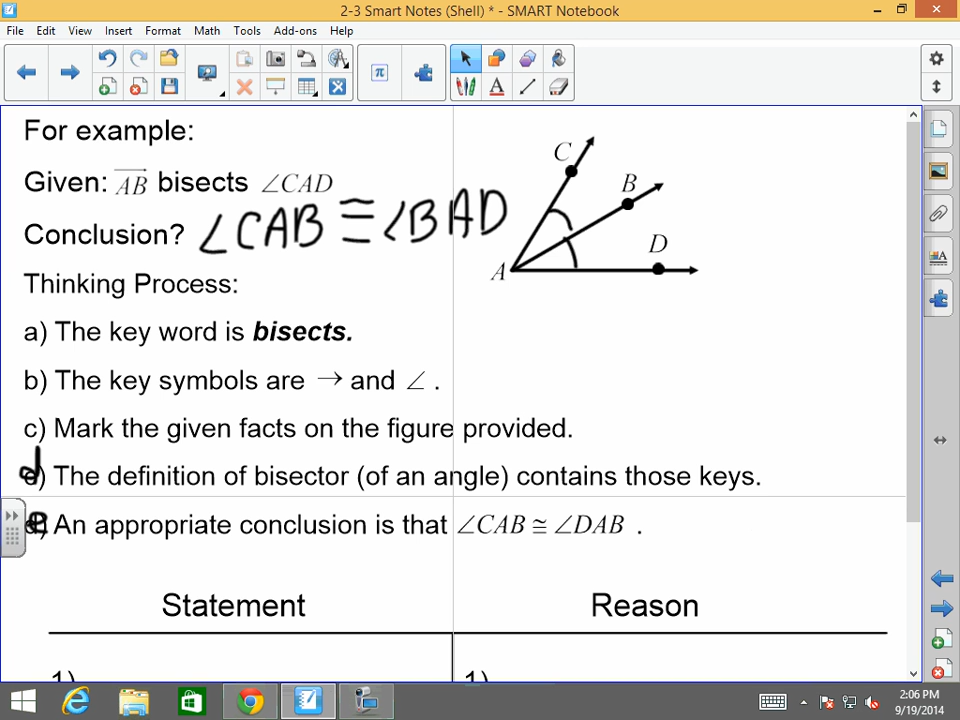 2-3 Smart Notes (Shell) * - SMART Notebook
File Edit View Insert Format Math Tools Add-ons Help
For example:
Given: AB bisects ∠CAD
Conclusion? ∠CAB ≅ ∠BAD
C
B
D
A
Thinking Process:
a) The key word is bisects.
b) The key symbols are → and ∠ .
c) Mark the given facts on the figure provided.
d) The definition of bisector (of an angle) contains those keys.
e) An appropriate conclusion is that ∠CAB ≅ ∠DAB .
Statement Reason
1) 1)
2:06 PM
9/19/2014